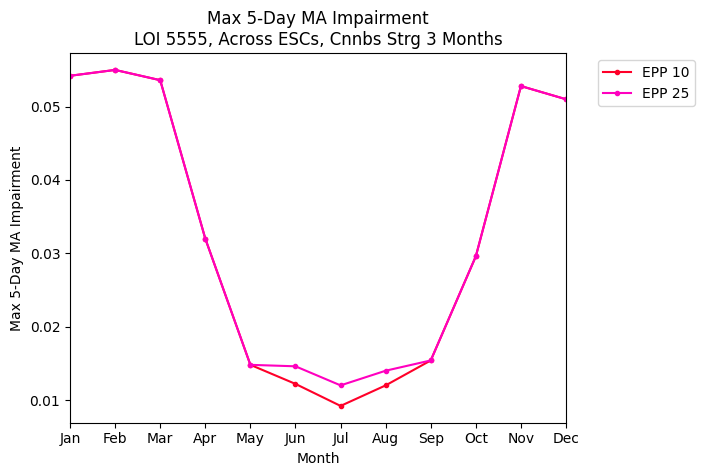 Max 5-Day MA Impairment
LOI 5555, Across ESCs, Cnnbs Strg 3 Months
EPP 10
EPP 25
Max 5-Day MA Impairment
0.05
0.04
0.03
0.02
0.01
Jan Feb Mar Apr May Jun Jul Aug Sep Oct Nov Dec
Month